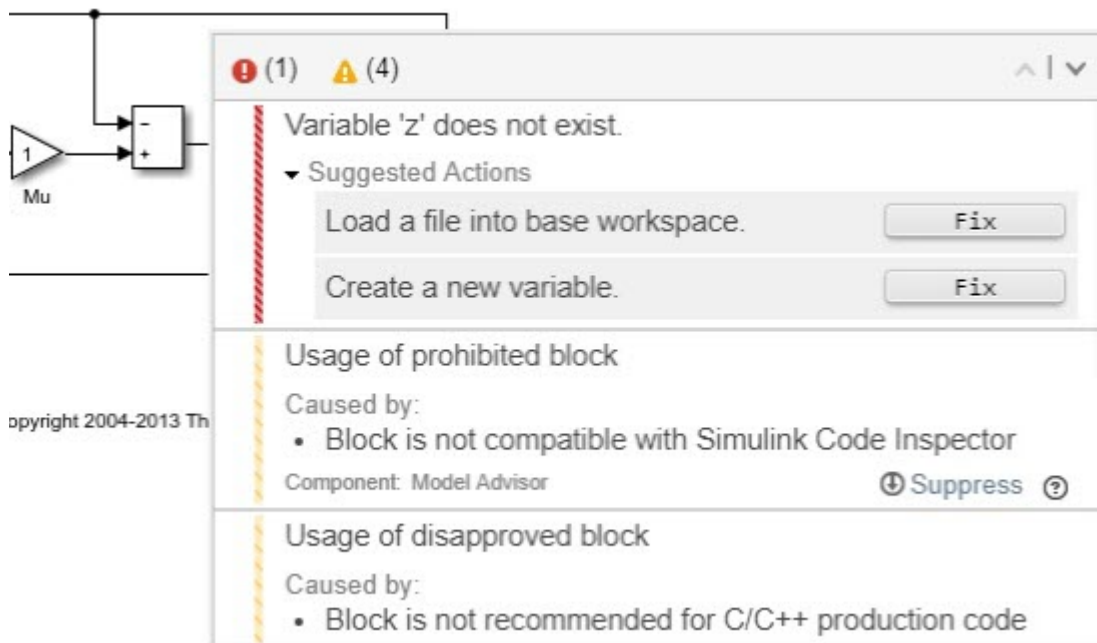 (1) (4)
Variable 'z' does not exist.
Suggested Actions
Load a file into base workspace. Fix
Create a new variable. Fix
Usage of prohibited block
Caused by:
• Block is not compatible with Simulink Code Inspector
Component: Model Advisor Suppress
Usage of disapproved block
Caused by:
• Block is not recommended for C/C++ production code
-
+
1
Mu
opyright 2004-2013 Th